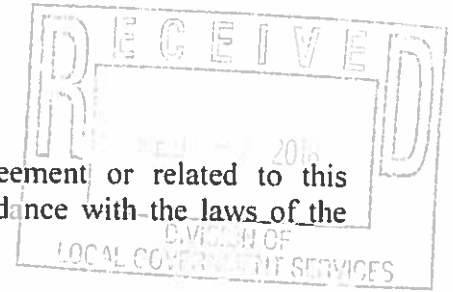 RECEIVED
2018
eement or related to this
dance with the laws of the
DIVISION OF
LOCAL GOVERNMENT SERVICES